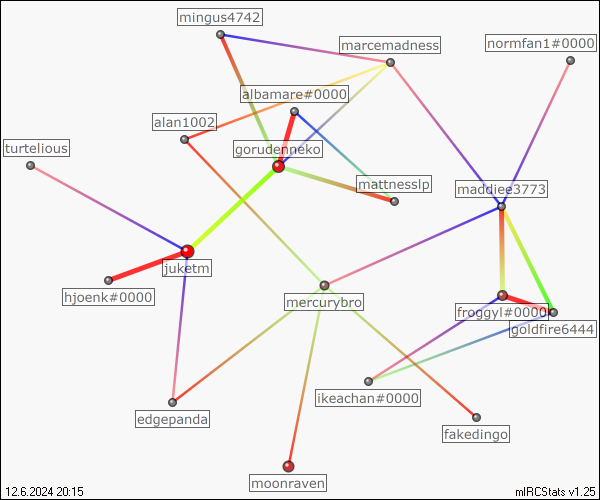 mingus4742
marcemadness
normfan1#0000
albamare#0000
alan1002
turtelious
gorudenneko
mattnesslp
maddiee3773
juketm
hjoenk#0000
mercurybro
froggyl#0000
goldfire6444
ikeachan#0000
edgepanda
fakedingo
moonraven
12.6.2024 20:15
mIRCStats v1.25